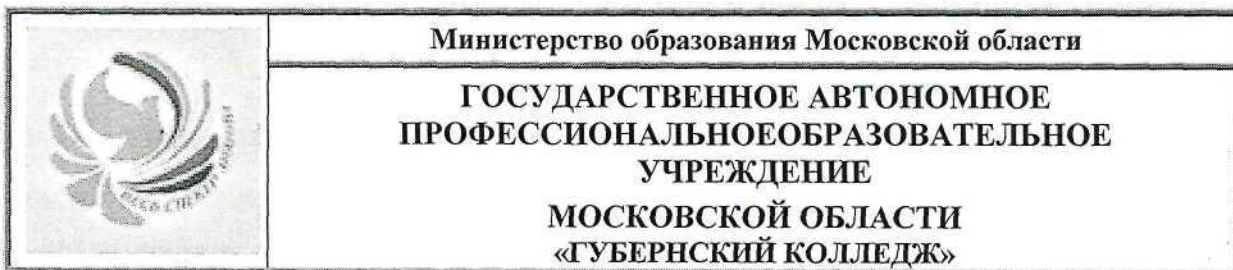 Министерство образования Московской области
ГОСУДАРСТВЕННОЕ АВТОНОМНОЕ
ПРОФЕССИОНАЛЬНОЕОБРАЗОВАТЕЛЬНОЕ
УЧРЕЖДЕНИЕ
МОСКОВСКОЙ ОБЛАСТИ
«ГУБЕРНСКИЙ КОЛЛЕДЖ»